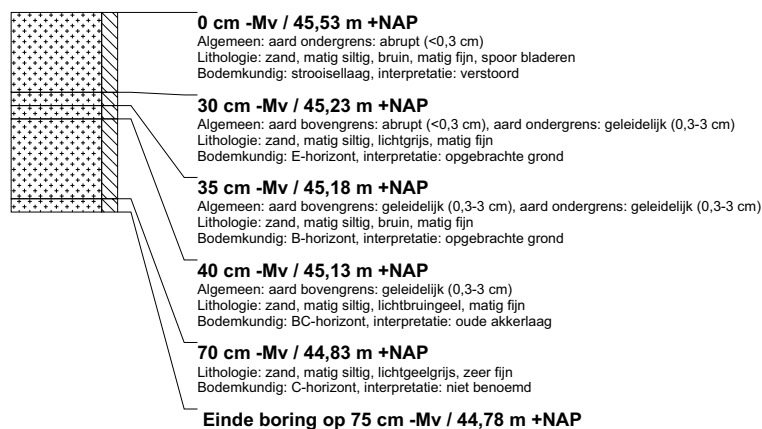 0 cm -Mv / 45,53 m +NAP
Algemeen: aard ondergrens: abrupt (<0,3 cm)
Lithologie: zand, matig siltig, bruin, matig fijn, spoor bladeren
Bodemkundig: strooisellaag, interpretatie: verstoord
30 cm -Mv / 45,23 m +NAP
Algemeen: aard bovengrens: abrupt (<0,3 cm), aard ondergrens: geleidelijk (0,3-3 cm)
Lithologie: zand, matig siltig, lichtgrijs, matig fijn
Bodemkundig: E-horizont, interpretatie: opgebrachte grond
35 cm -Mv / 45,18 m +NAP
Algemeen: aard bovengrens: geleidelijk (0,3-3 cm), aard ondergrens: geleidelijk (0,3-3 cm)
Lithologie: zand, matig siltig, bruin, matig fijn
Bodemkundig: B-horizont, interpretatie: opgebrachte grond
40 cm -Mv / 45,13 m +NAP
Algemeen: aard bovengrens: geleidelijk (0,3-3 cm)
Lithologie: zand, matig siltig, lichtbruingeel, matig fijn
Bodemkundig: BC-horizont, interpretatie: oude akkerlaag
70 cm -Mv / 44,83 m +NAP
Lithologie: zand, matig siltig, lichtgeelgrijs, zeer fijn
Bodemkundig: C-horizont, interpretatie: niet benoemd
Einde boring op 75 cm -Mv / 44,78 m +NAP